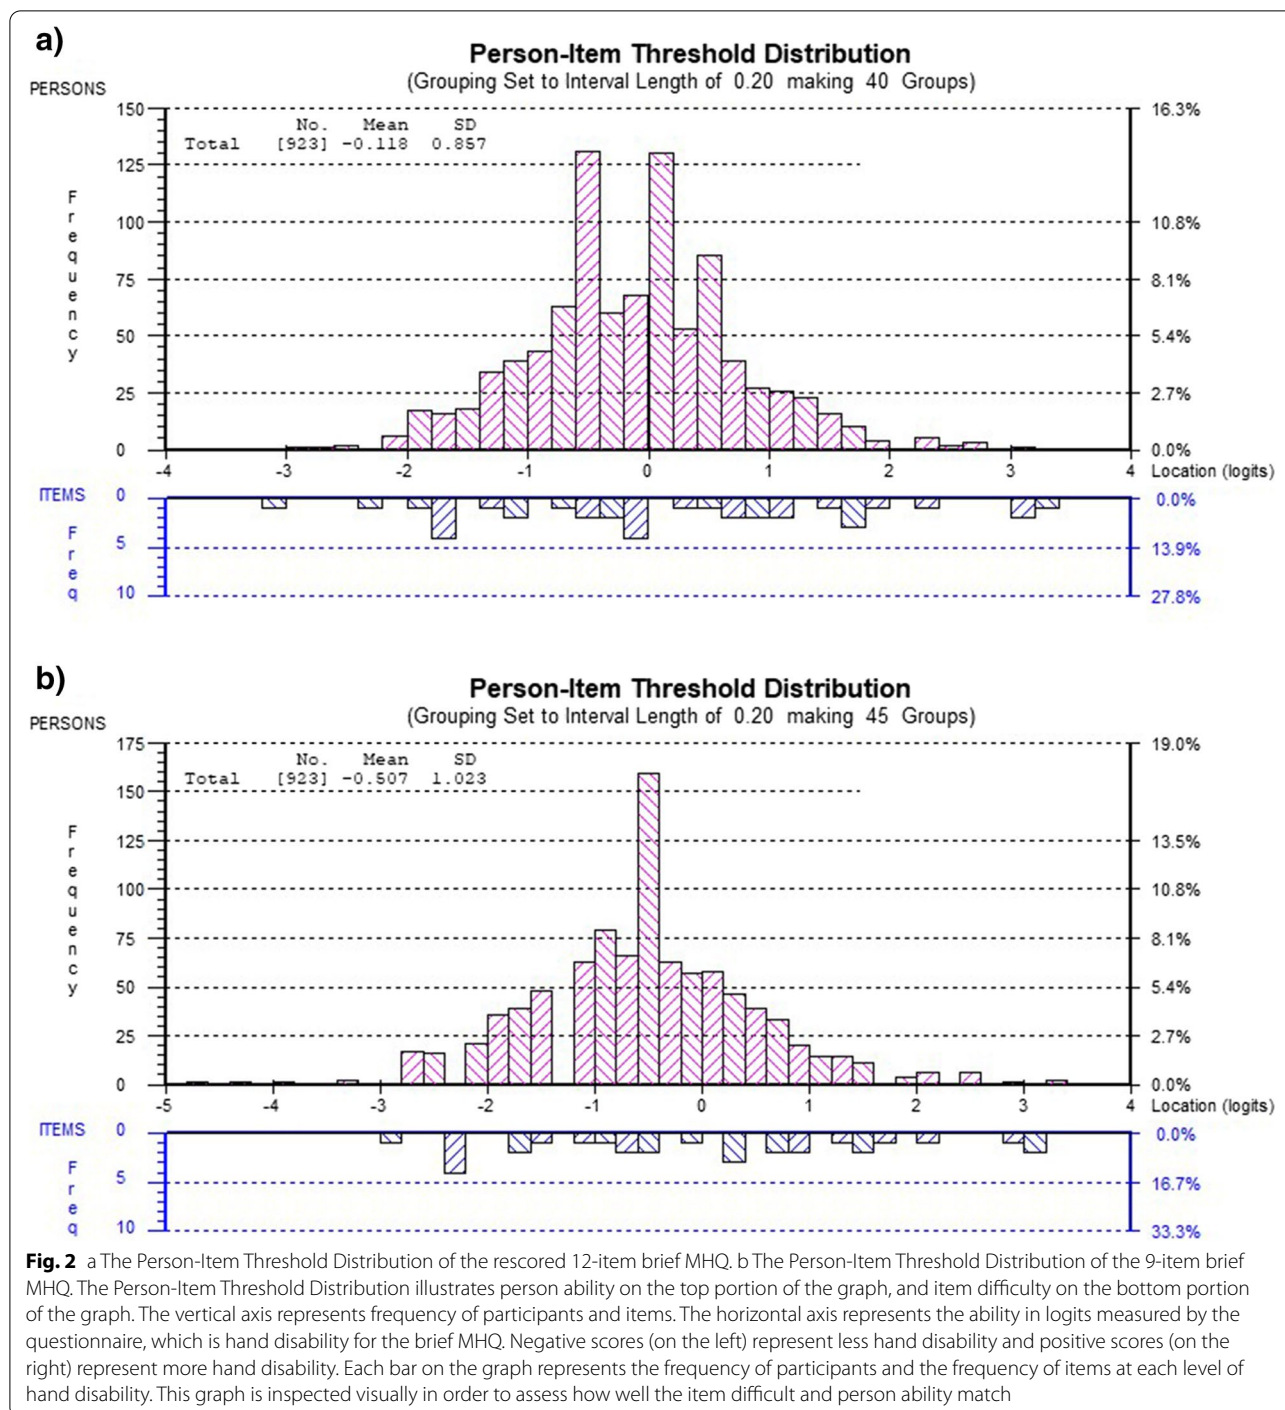 a)
Person-Item Threshold Distribution
(Grouping Set to Interval Length of 0.20 making 40 Groups)
PERSONS
No. Mean SD
Total [923] -0.118 0.857
Frequency
150
125
100
75
50
25
0
16.3%
10.8%
8.1%
5.4%
2.7%
0.0%
-4 -3 -2 -1 0 1 2 3 4 Location (logits)
ITEMS
Freq
0
5
10
0.0%
13.9%
27.8%
b)
Person-Item Threshold Distribution
(Grouping Set to Interval Length of 0.20 making 45 Groups)
PERSONS
No. Mean SD
Total [923] -0.507 1.023
Frequency
175
150
125
100
75
50
25
0
19.0%
13.5%
10.8%
8.1%
5.4%
2.7%
0.0%
-5 -4 -3 -2 -1 0 1 2 3 4 Location (logits)
ITEMS
Freq
0
5
10
0.0%
16.7%
33.3%
Fig. 2 a The Person-Item Threshold Distribution of the rescored 12-item brief MHQ. b The Person-Item Threshold Distribution of the 9-item brief
MHQ. The Person-Item Threshold Distribution illustrates person ability on the top portion of the graph, and item difficulty on the bottom portion
of the graph. The vertical axis represents frequency of participants and items. The horizontal axis represents the ability in logits measured by the
questionnaire, which is hand disability for the brief MHQ. Negative scores (on the left) represent less hand disability and positive scores (on the
right) represent more hand disability. Each bar on the graph represents the frequency of participants and the frequency of items at each level of
hand disability. This graph is inspected visually in order to assess how well the item difficult and person ability match